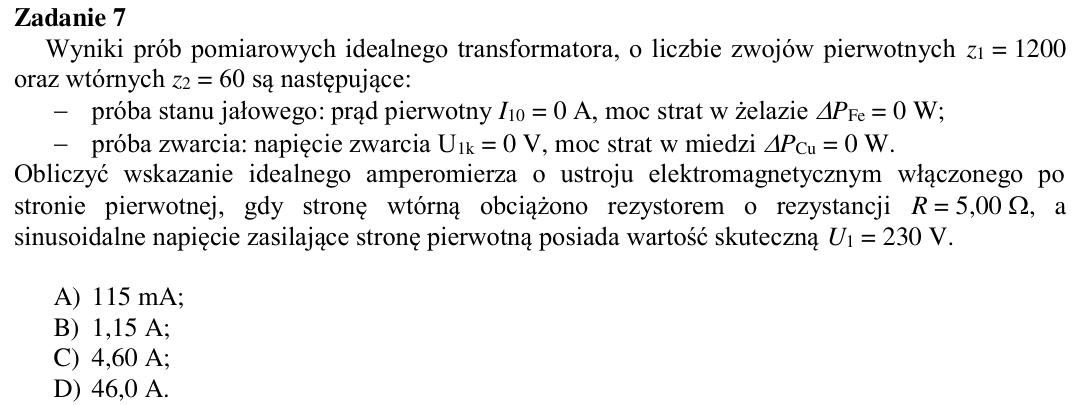 Zadanie 7
Wyniki prób pomiarowych idealnego transformatora, o liczbie zwojów pierwotnych z1 = 1200
oraz wtórnych z2 = 60 są następujące:
– próba stanu jałowego: prąd pierwotny I10 = 0 A, moc strat w żelazie ΔPFe = 0 W;
– próba zwarcia: napięcie zwarcia U1k = 0 V, moc strat w miedzi ΔPCu = 0 W.
Obliczyć wskazanie idealnego amperomierza o ustroju elektromagnetycznym włączonego po
stronie pierwotnej, gdy stronę wtórną obciążono rezystorem o rezystancji R = 5,00 Ω, a
sinusoidalne napięcie zasilające stronę pierwotną posiada wartość skuteczną U1 = 230 V.
A) 115 mA;
B) 1,15 A;
C) 4,60 A;
D) 46,0 A.